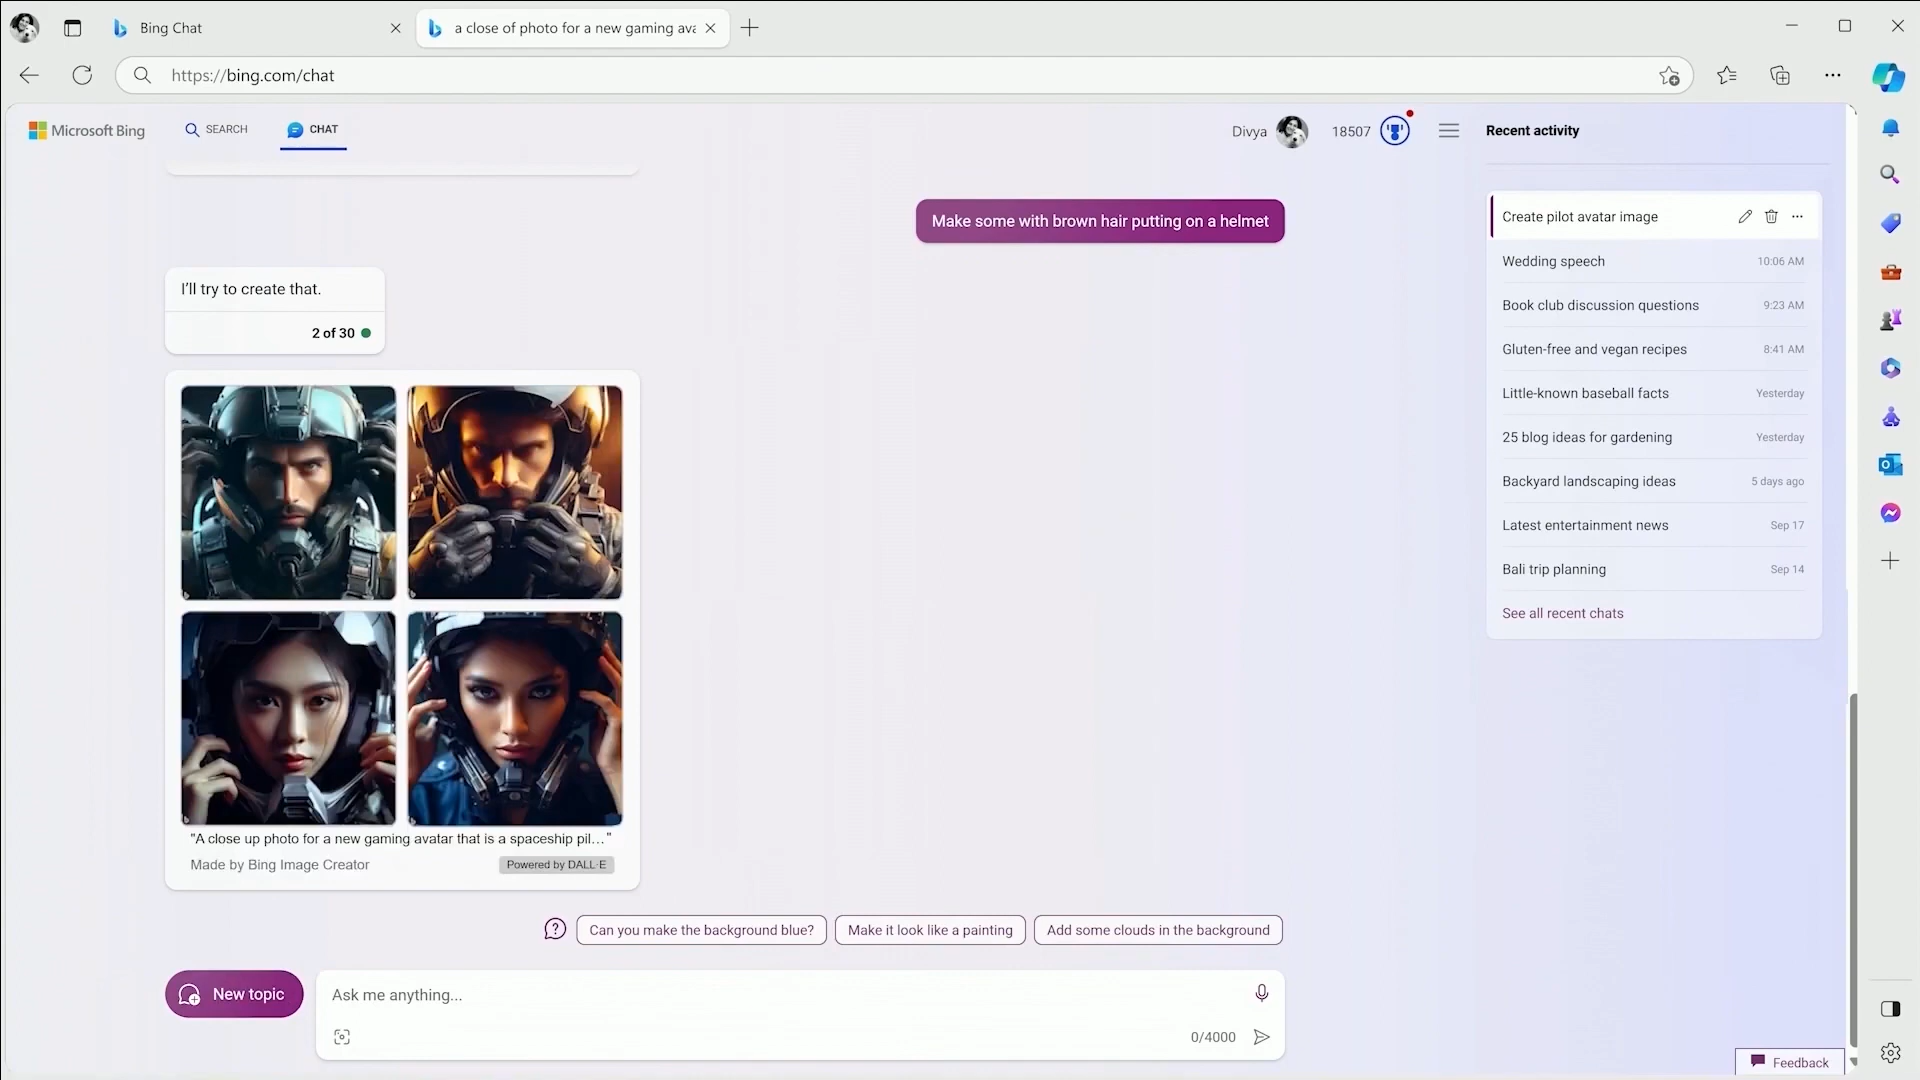 Bing Chat
a close of photo for a new gaming ava
https://bing.com/chat
Microsoft Bing
SEARCH
CHAT
Divya
18507
Recent activity
Make some with brown hair putting on a helmet
I'll try to create that.
2 of 30
"A close up photo for a new gaming avatar that is a spaceship pil..."
Made by Bing Image Creator
Powered by DALL·E
Can you make the background blue?
Make it look like a painting
Add some clouds in the background
New topic
Ask me anything...
0/4000
Create pilot avatar image
Wedding speech 10:06 AM
Book club discussion questions 9:23 AM
Gluten-free and vegan recipes 8:41 AM
Little-known baseball facts Yesterday
25 blog ideas for gardening Yesterday
Backyard landscaping ideas 5 days ago
Latest entertainment news Sep 17
Bali trip planning Sep 14
See all recent chats
Feedback